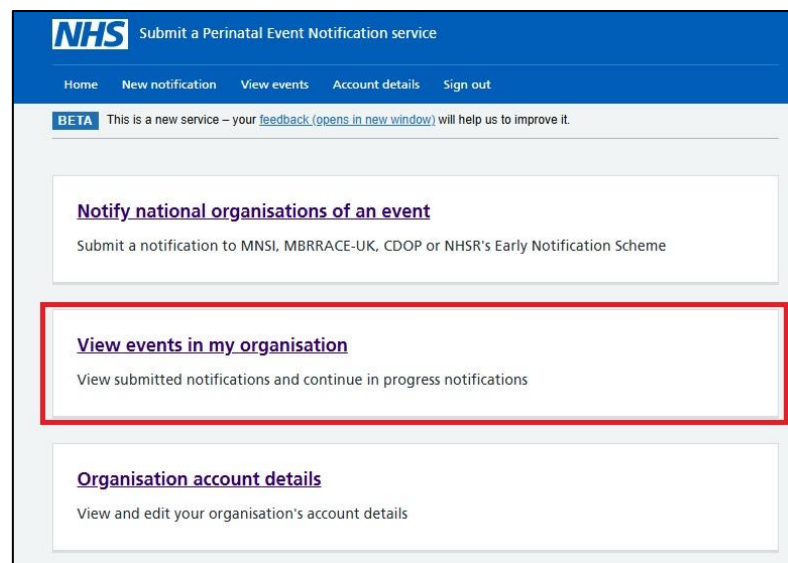 NHS Submit a Perinatal Event Notification service
Home New notification View events Account details Sign out
BETA This is a new service – your feedback (opens in new window) will help us to improve it.
Notify national organisations of an event
Submit a notification to MNSI, MBRRACE-UK, CDOP or NHSR's Early Notification Scheme
View events in my organisation
View submitted notifications and continue in progress notifications
Organisation account details
View and edit your organisation's account details